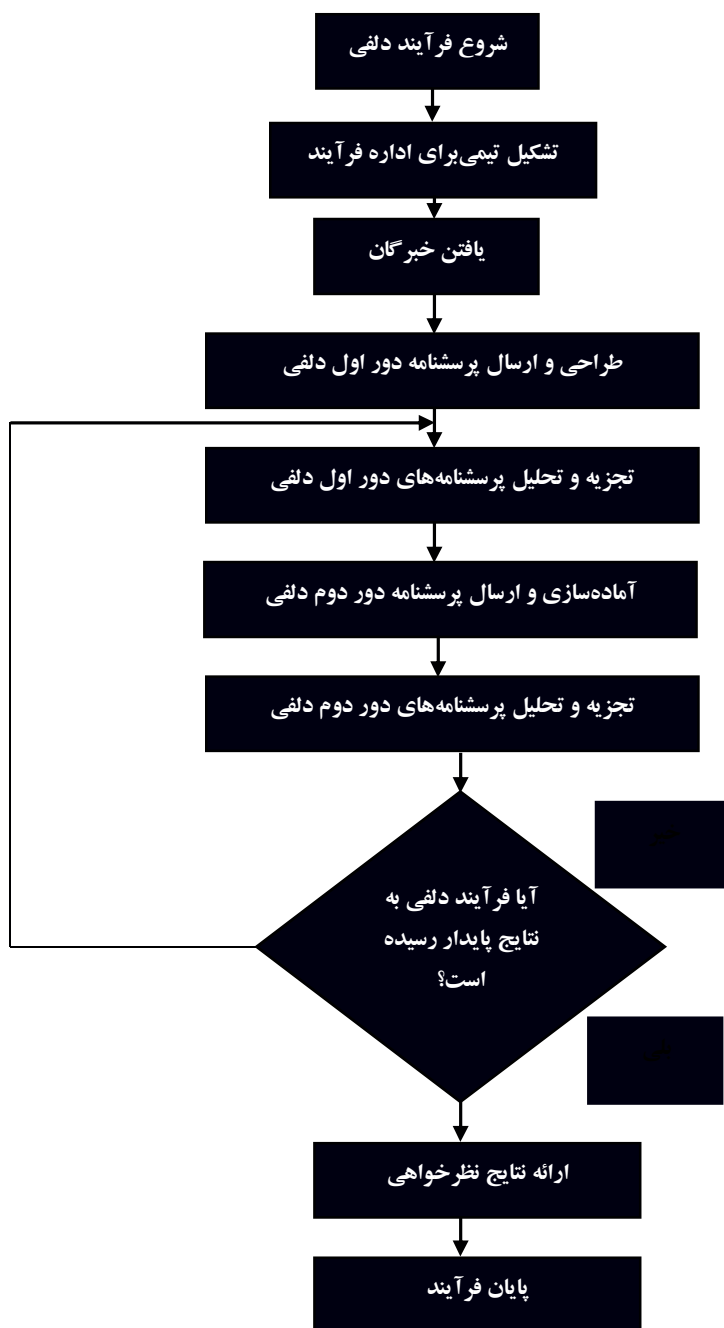 شروع فرآیند دلفی
تشکیل تیمی‌برای اداره فرآیند
یافتن خبرگان
طراحی و ارسال پرسشنامه دور اول دلفی
تجزیه و تحلیل پرسشنامه‌های دور اول دلفی
آماده‌سازی و ارسال پرسشنامه دور دوم دلفی
تجزیه و تحلیل پرسشنامه‌های دور دوم دلفی
آیا فرآیند دلفی به
نتایج پایدار رسیده
است؟
ارائه نتایج نظرخواهی
پایان فرآیند